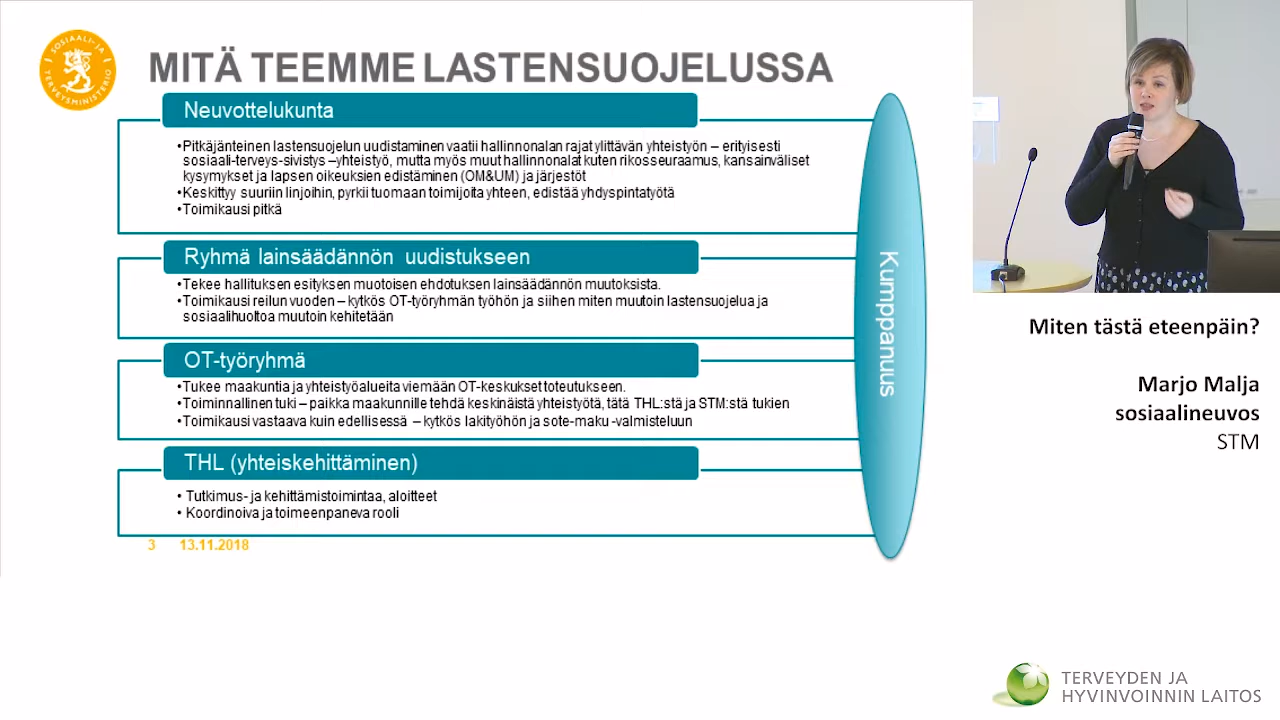 SOSIAALI- JA TERVEYSMINISTERIÖ
MITÄ TEEMME LASTENSUOJELUSSA
Neuvottelukunta
•Pitkäjänteinen lastensuojelun uudistaminen vaatii hallinnonalan rajat ylittävän yhteistyön – erityisesti
sosiaali-terveys-sivistys –yhteistyö, mutta myös muut hallinnonalat kuten rikosseuraamus, kansainväliset
kysymykset ja lapsen oikeuksien edistäminen (OM&UM) ja järjestöt
•Keskittyy suuriin linjoihin, pyrkii tuomaan toimijoita yhteen, edistää yhdyspintatyötä
•Toimikausi pitkä
Ryhmä lainsäädännön uudistukseen
•Tekee hallituksen esityksen muotoisen ehdotuksen lainsäädännön muutoksista.
•Toimikausi reilun vuoden – kytkös OT-työryhmän työhön ja siihen miten muutoin lastensuojelua ja
sosiaalihuoltoa muutoin kehitetään
OT-työryhmä
•Tukee maakuntia ja yhteistyöalueita viemään OT-keskukset toteutukseen.
•Toiminnallinen tuki – paikka maakunnille tehdä keskinäistä yhteistyötä, tätä THL:stä ja STM:stä tukien
•Toimikausi vastaava kuin edellisessä – kytkös lakityöhön ja sote-maku -valmisteluun
THL (yhteiskehittäminen)
• Tutkimus- ja kehittämistoimintaa, aloitteet
• Koordinoiva ja toimeenpaneva rooli
Kumppanuus
3 13.11.2018
Miten tästä eteenpäin?
Marjo Malja
sosiaalineuvos
STM
TERVEYDEN JA
HYVINVOINNIN LAITOS